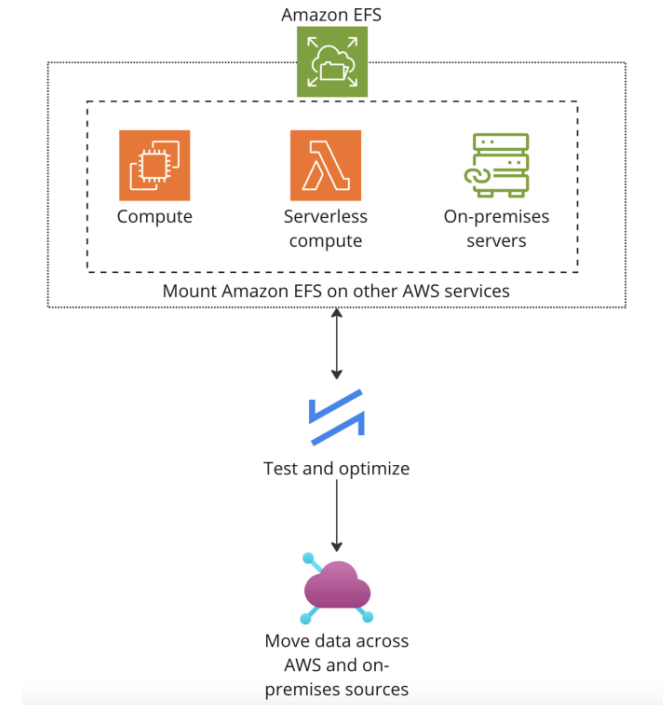 Amazon EFS
Compute
Serverless
compute
On-premises
servers
Mount Amazon EFS on other AWS services
Test and optimize
Move data across
AWS and on-
premises sources